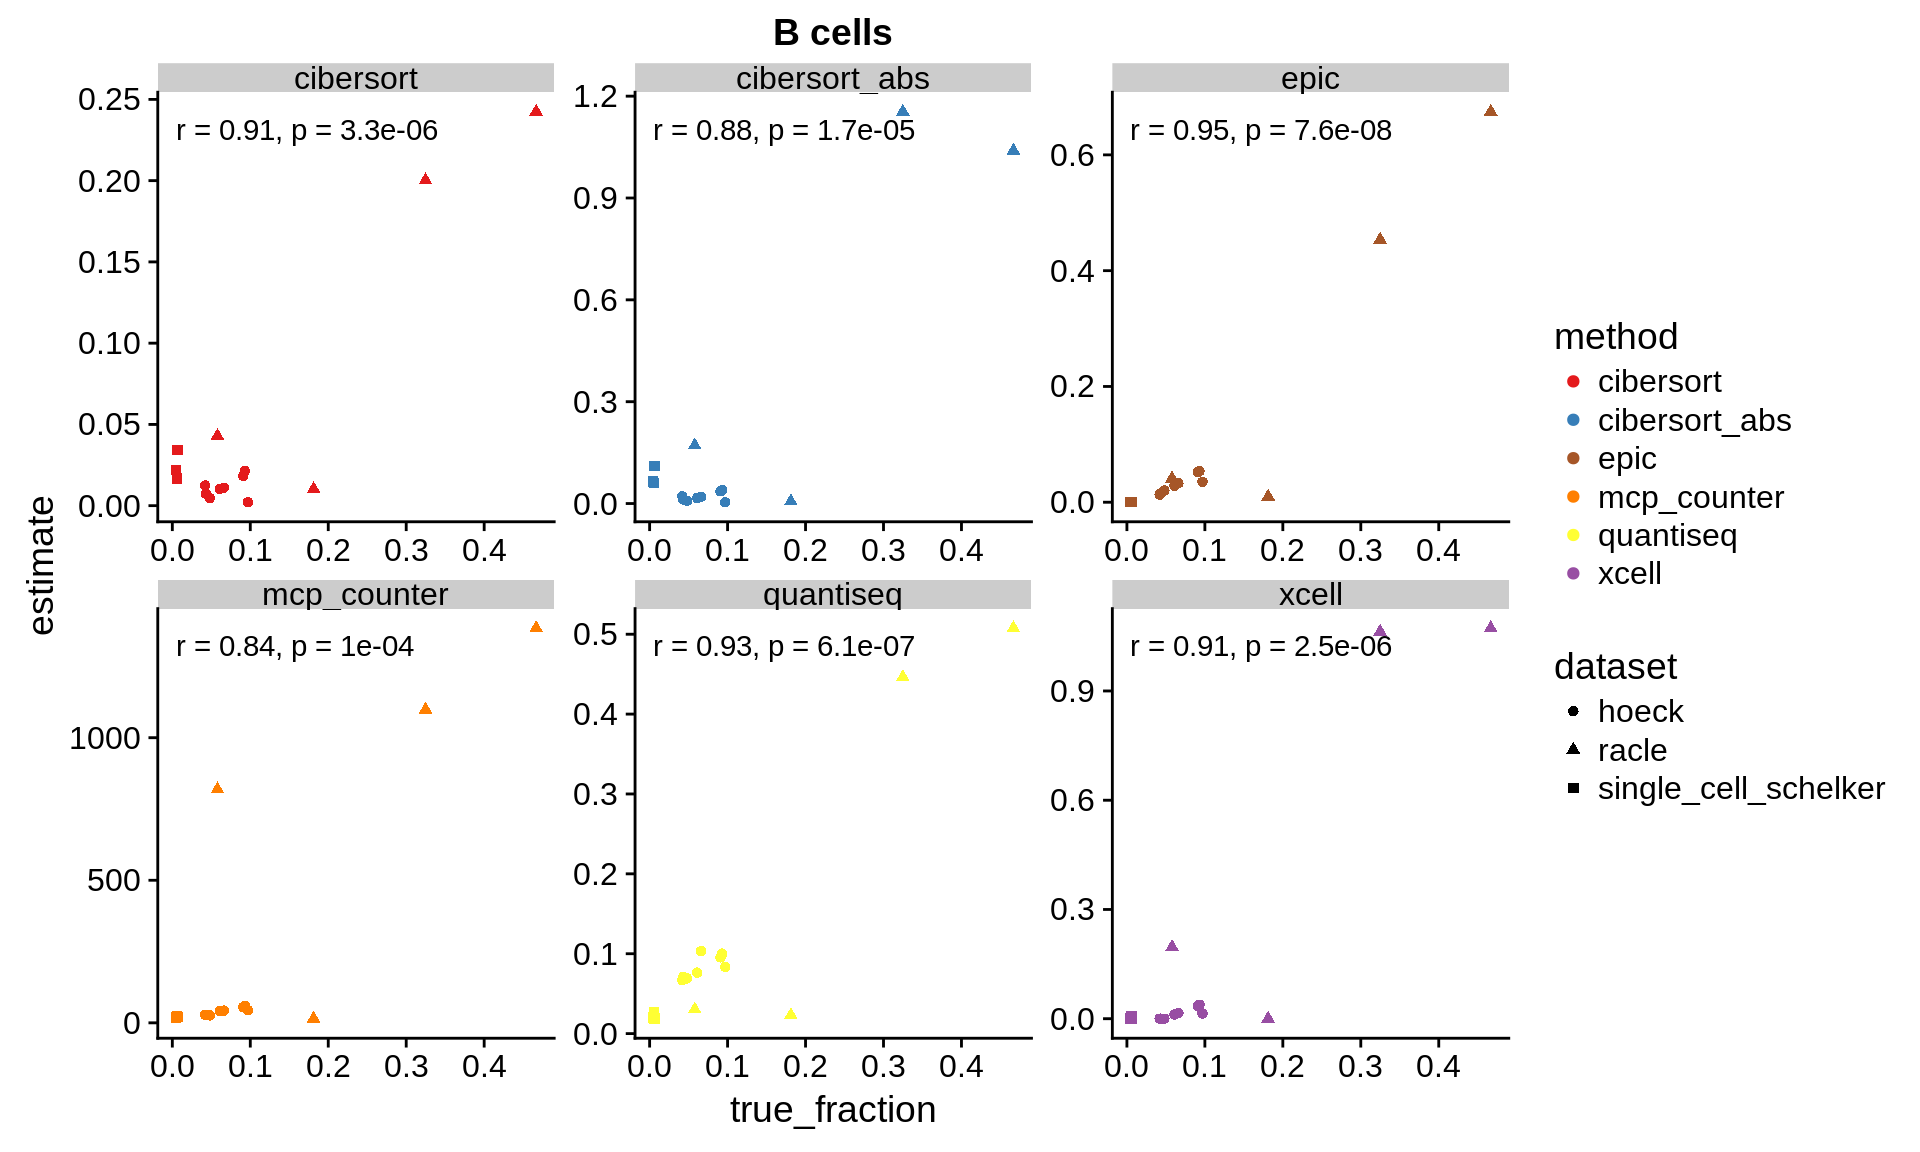 B cells
cibersort
cibersort_abs
epic
r = 0.91, p = 3.3e-06
r = 0.88, p = 1.7e-05
r = 0.95, p = 7.6e-08
0.25
0.20
0.15
0.10
0.05
0.00
1.2
0.9
0.6
0.3
0.0
0.6
0.4
0.2
0.0
0.0 0.1 0.2 0.3 0.4
0.0 0.1 0.2 0.3 0.4
0.0 0.1 0.2 0.3 0.4
mcp_counter
quantiseq
xcell
r = 0.84, p = 1e-04
r = 0.93, p = 6.1e-07
r = 0.91, p = 2.5e-06
1000
500
0
0.5
0.4
0.3
0.2
0.1
0.0
0.9
0.6
0.3
0.0
0.0 0.1 0.2 0.3 0.4
0.0 0.1 0.2 0.3 0.4
0.0 0.1 0.2 0.3 0.4
estimate
true_fraction
method
cibersort
cibersort_abs
epic
mcp_counter
quantiseq
xcell
dataset
hoeck
racle
single_cell_schelker